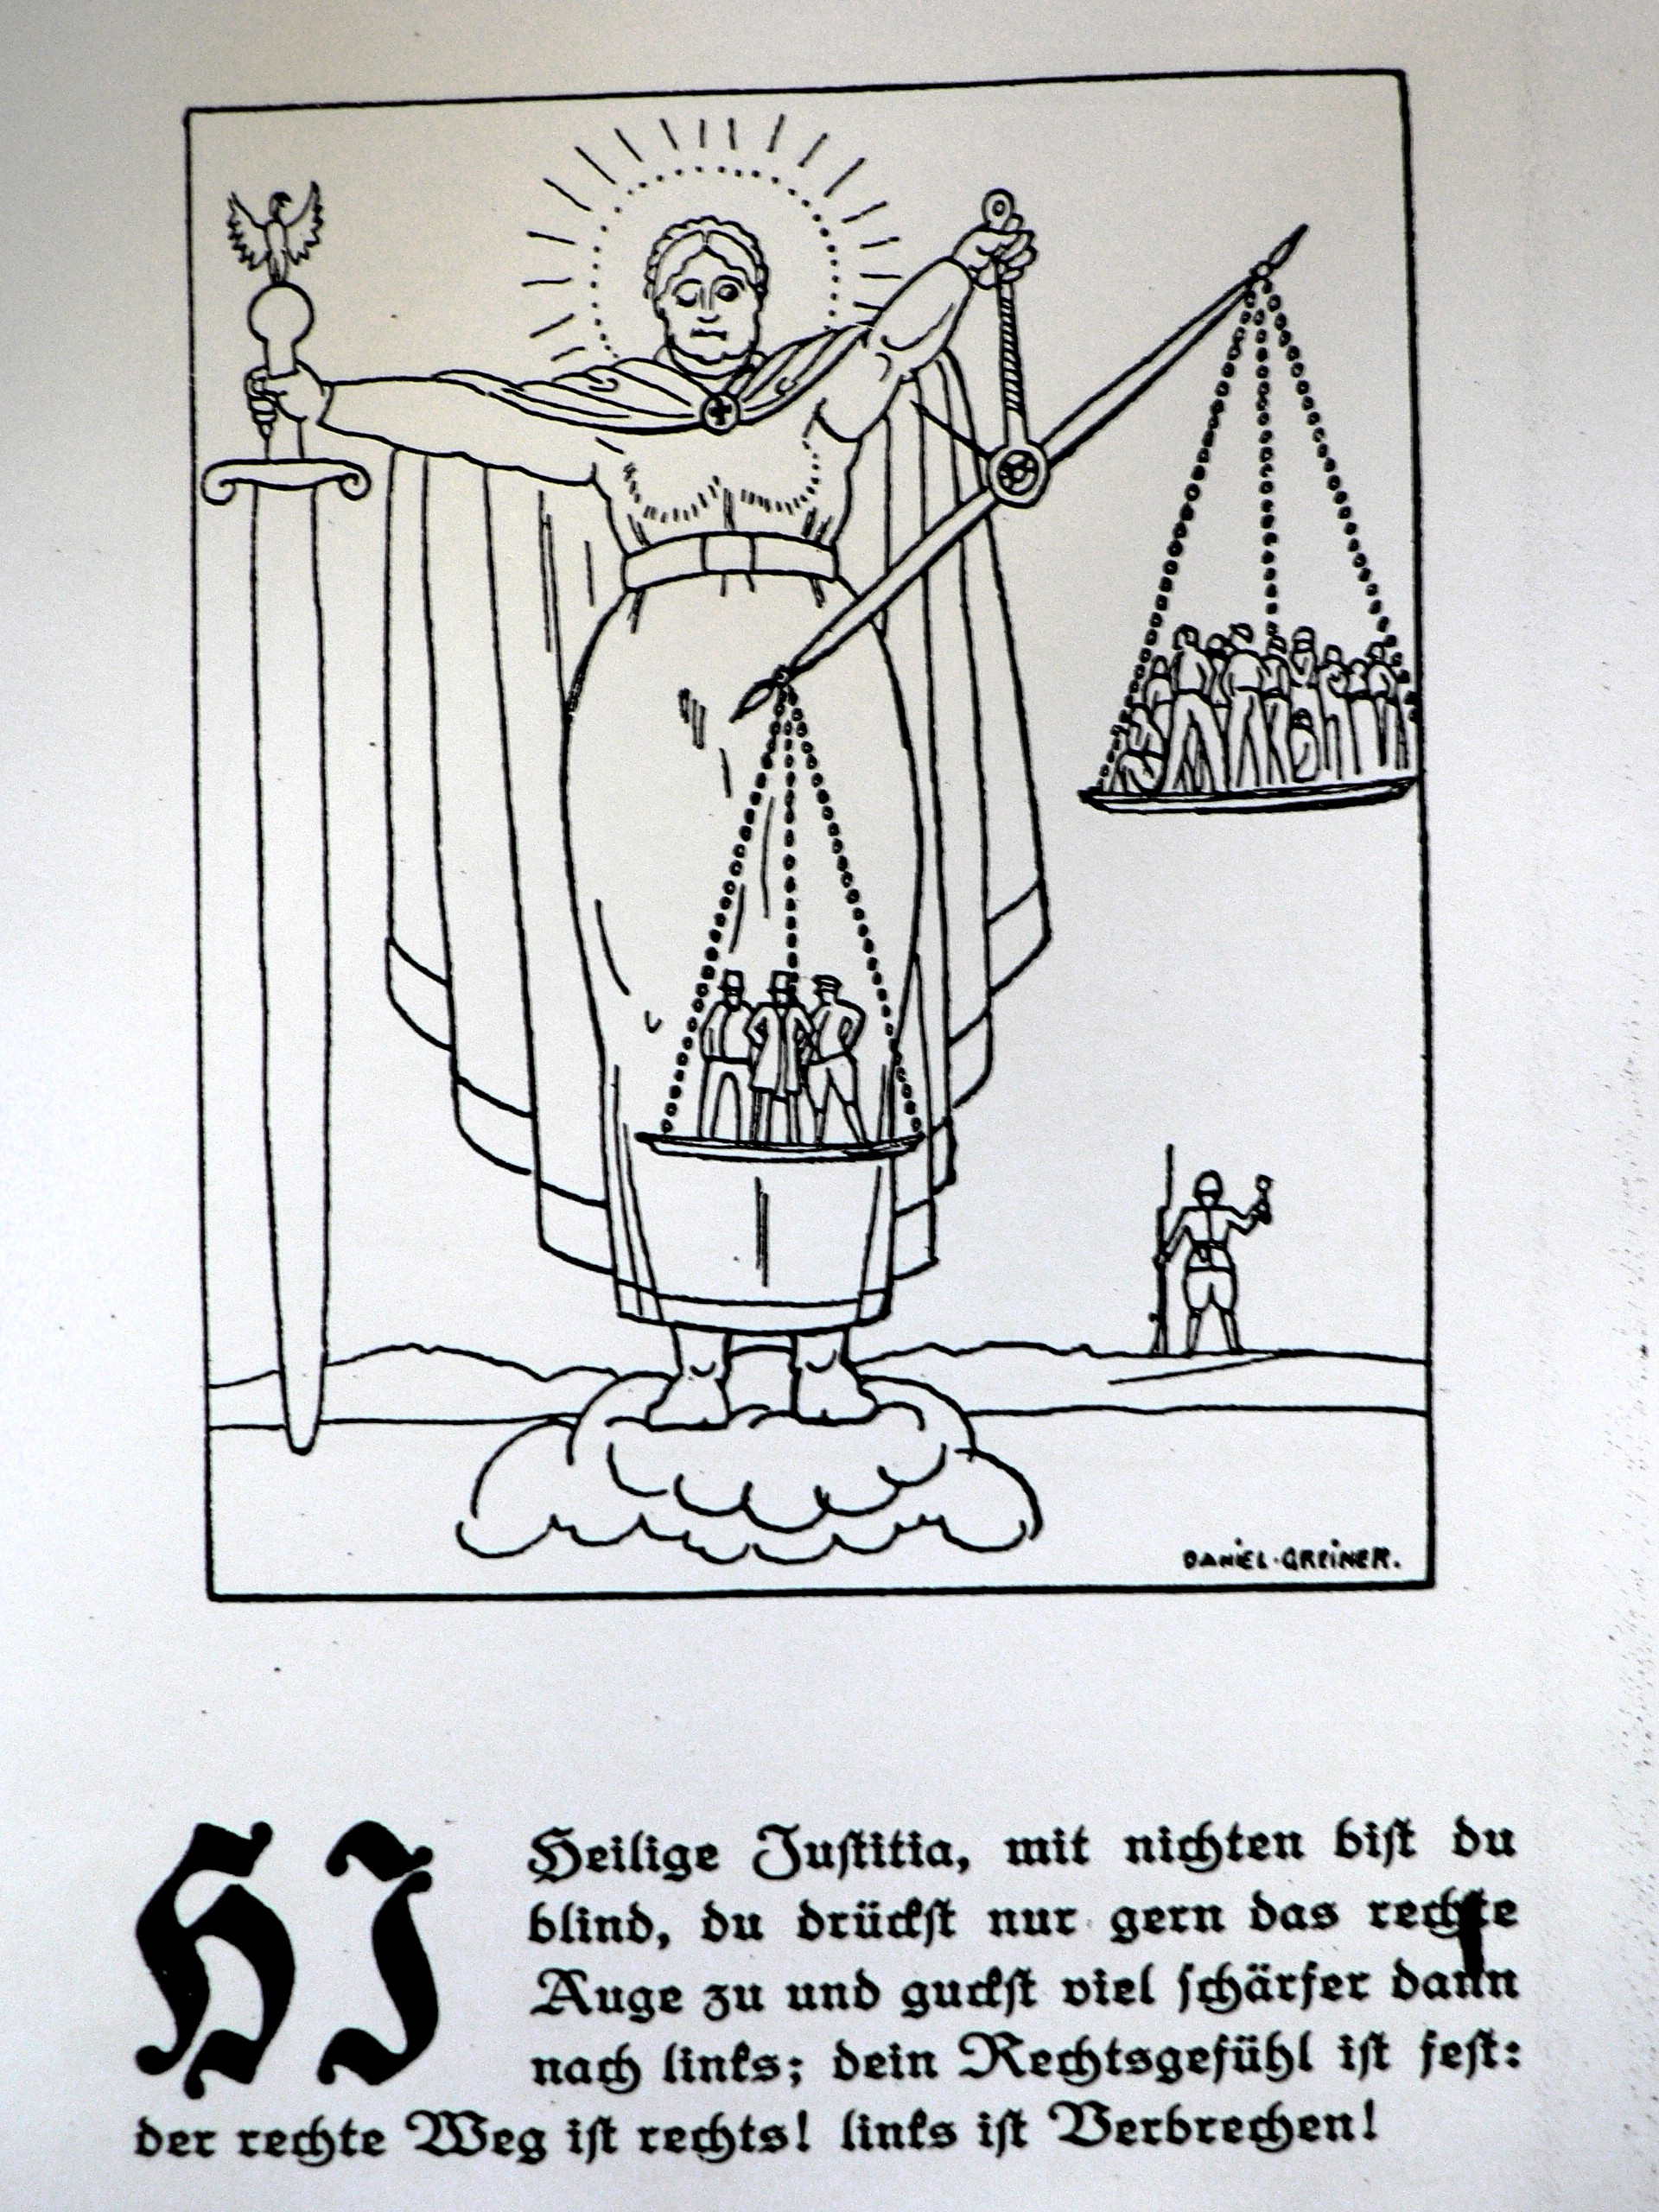 DANIEL·GREINER.
HJ
Heilige Justitia, mit nichten bist du
blind, du drückst nur gern das rechte
Auge zu und guckst viel schärfer dann
nach links; dein Rechtsgefühl ist fest:
der rechte Weg ist rechts! links ist Verbrechen!